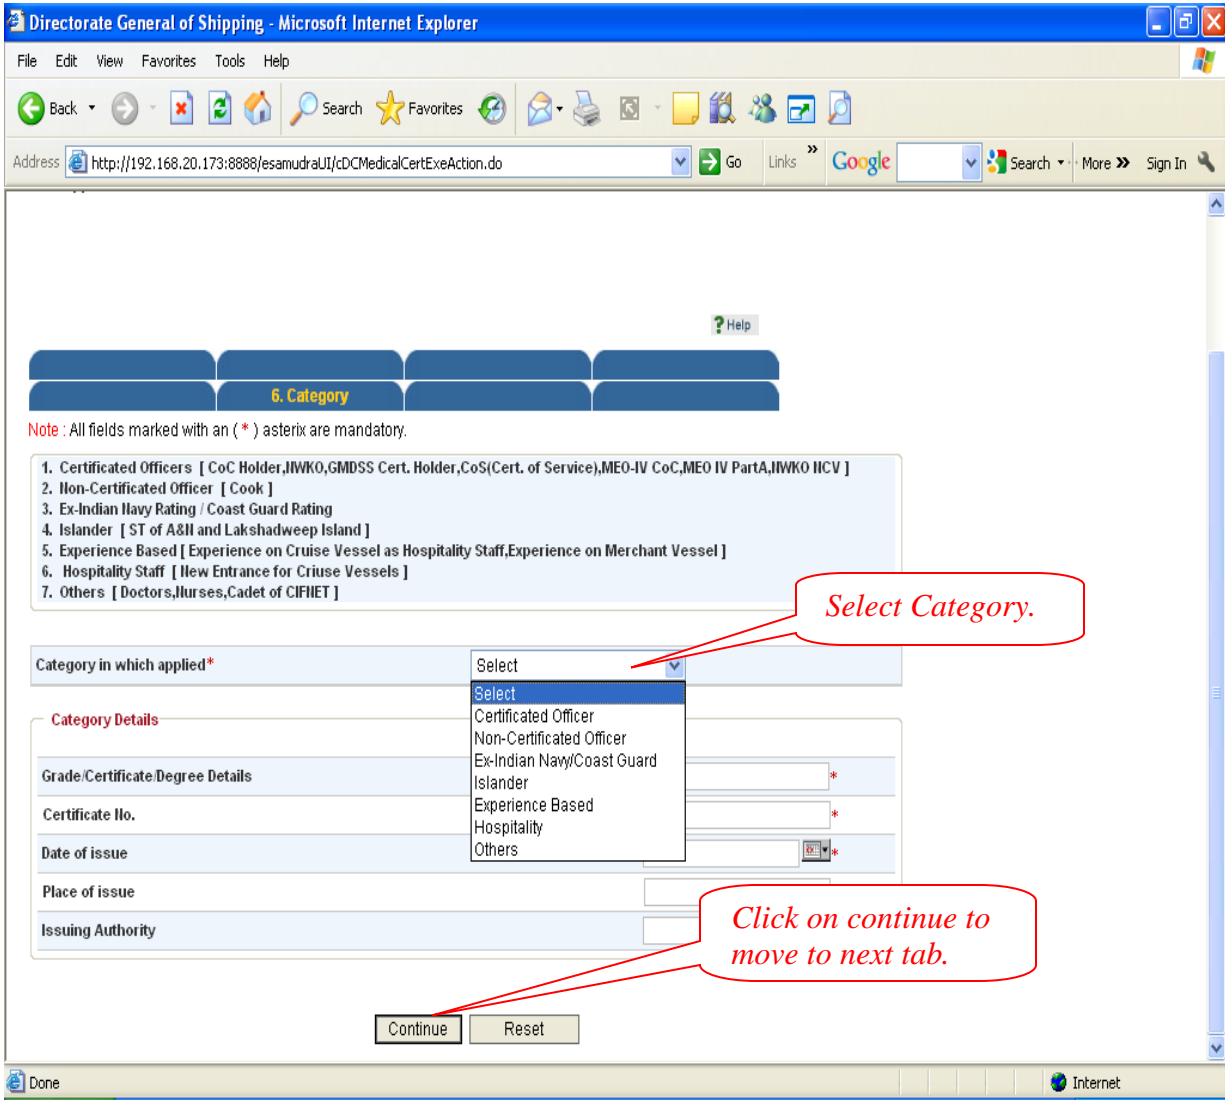 Directorate General of Shipping - Microsoft Internet Explorer
File Edit View Favorites Tools Help
Back Search Favorites
Address http://192.168.20.173:8888/esamudraUI/cDCMedicalCertExeAction.do Go Links » Google Search More » Sign In
? Help
6. Category
Note : All fields marked with an ( * ) asterix are mandatory.
1. Certificated Officers [ CoC Holder,NWKO,GMDSS Cert. Holder,CoS(Cert. of Service),MEO-IV CoC,MEO IV PartA,NWKO NCV ]
2. Non-Certificated Officer [ Cook ]
3. Ex-Indian Navy Rating / Coast Guard Rating
4. Islander [ ST of A&N and Lakshadweep Island ]
5. Experience Based [ Experience on Cruise Vessel as Hospitality Staff,Experience on Merchant Vessel ]
6. Hospitality Staff [ New Entrance for Criuse Vessels ]
7. Others [ Doctors,Nurses,Cadet of CIFNET ]
Select Category.
Category in which applied* Select
Select
Certificated Officer
Non-Certificated Officer
Ex-Indian Navy/Coast Guard
Islander
Experience Based
Hospitality
Others
Category Details
Grade/Certificate/Degree Details *
Certificate No. *
Date of issue *
Place of issue
Issuing Authority
Click on continue to
move to next tab.
Continue Reset
Done Internet